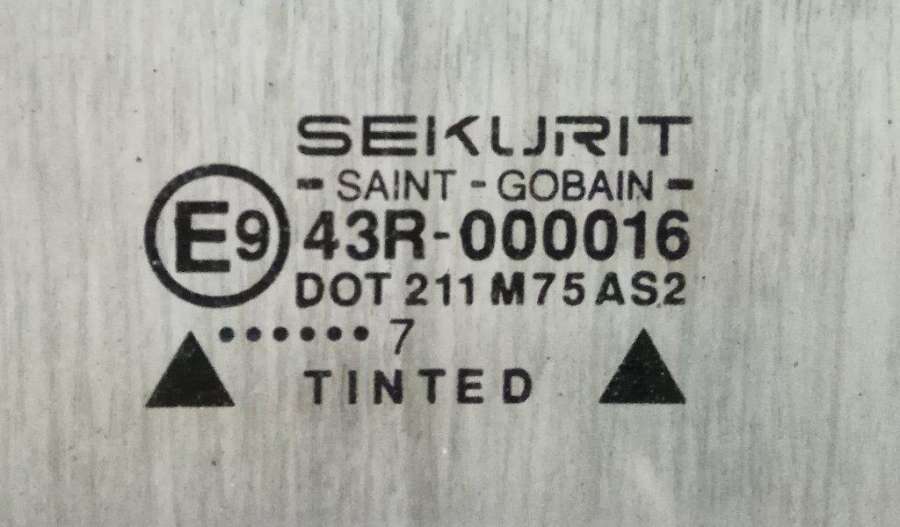 SEKURIT
- SAINT - GOBAIN -
E9 43R-000016
DOT 211 M75 AS2
...... 7
TINTED